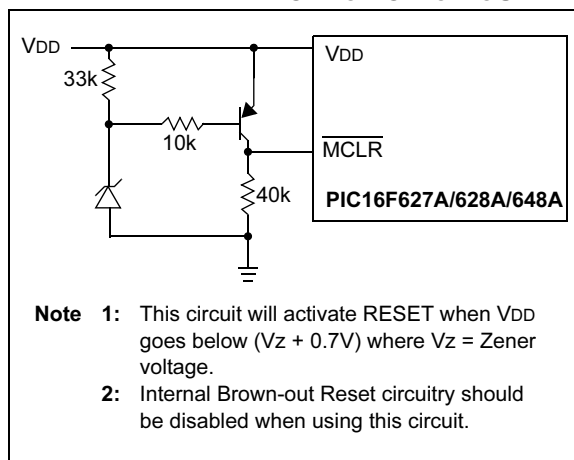 VDD
VDD
33k
10k
MCLR
40k
PIC16F627A/628A/648A
Note 1: This circuit will activate RESET when VDD
goes below (Vz + 0.7V) where Vz = Zener
voltage.
2: Internal Brown-out Reset circuitry should
be disabled when using this circuit.